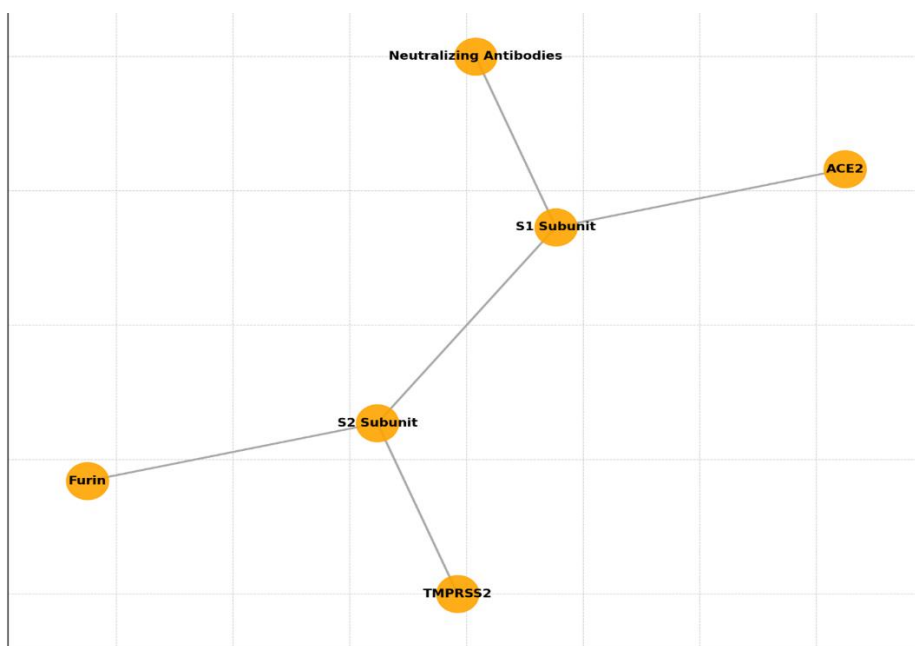 Neutralizing Antibodies
ACE2
S1 Subunit
S2 Subunit
Furin
TMPRSS2